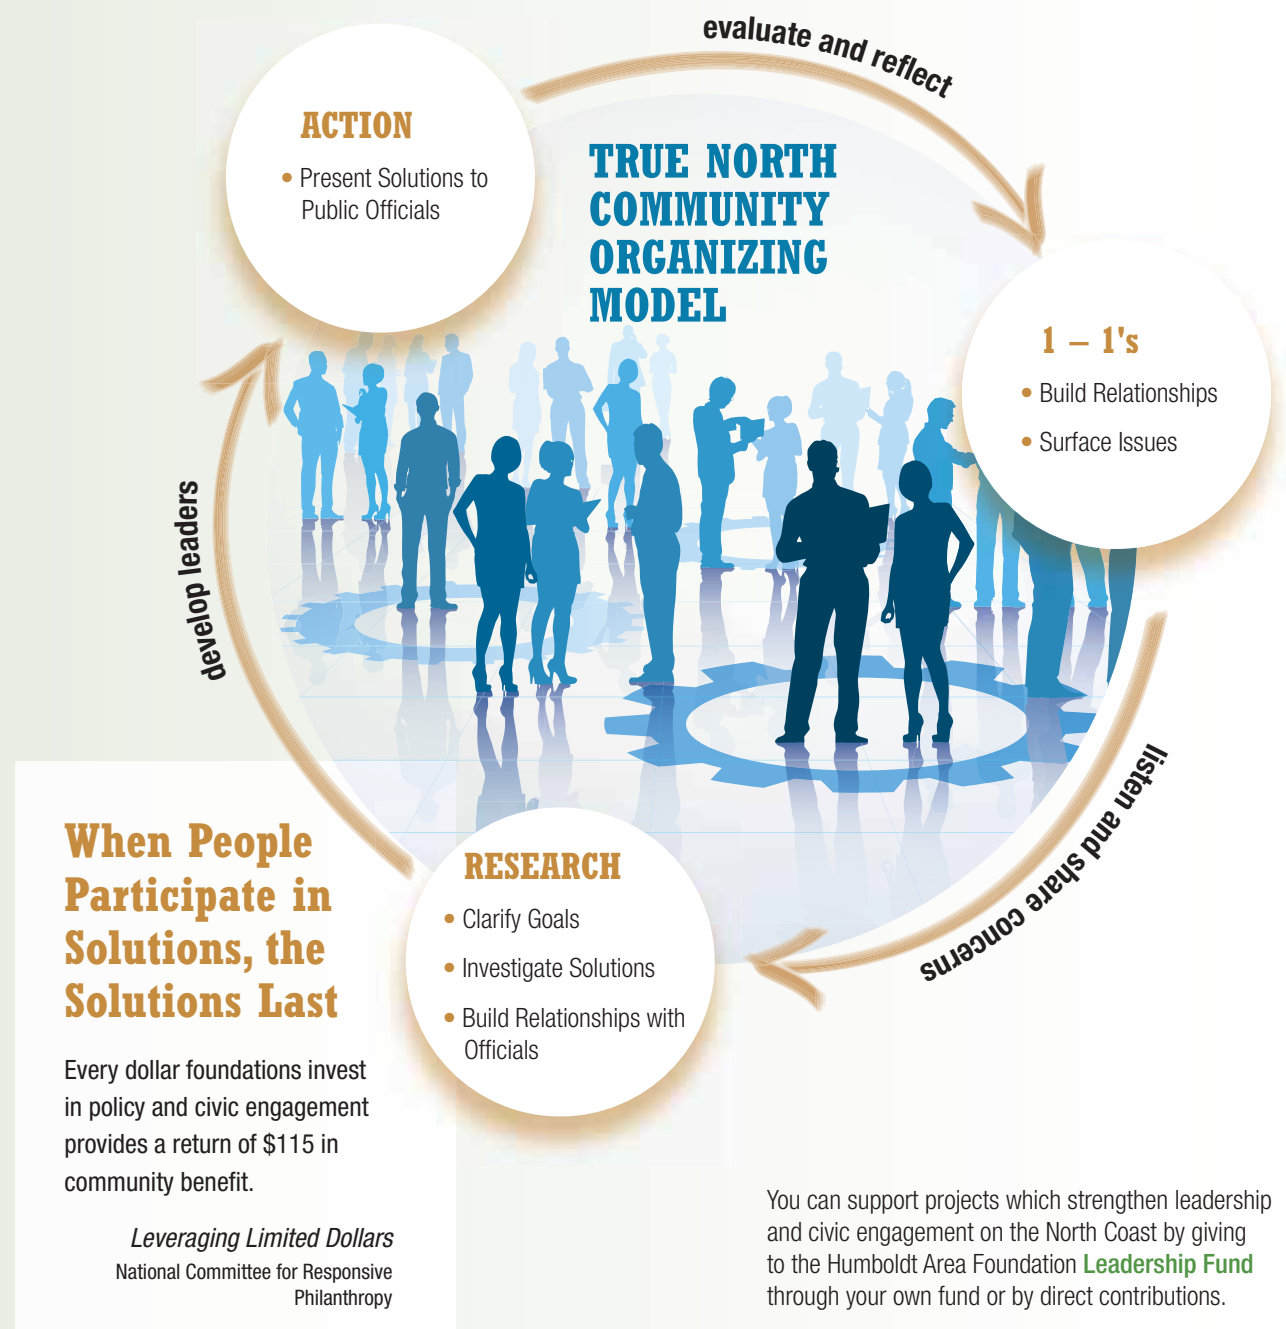 evaluate and reflect
ACTION
• Present Solutions to
Public Officials
TRUE NORTH
COMMUNITY
ORGANIZING
MODEL
1 – 1's
• Build Relationships
• Surface Issues
develop leaders
listen and share concerns
RESEARCH
• Clarify Goals
• Investigate Solutions
• Build Relationships with
Officials
When People
Participate in
Solutions, the
Solutions Last
Every dollar foundations invest
in policy and civic engagement
provides a return of $115 in
community benefit.
Leveraging Limited Dollars
National Committee for Responsive
Philanthropy
You can support projects which strengthen leadership
and civic engagement on the North Coast by giving
to the Humboldt Area Foundation Leadership Fund
through your own fund or by direct contributions.